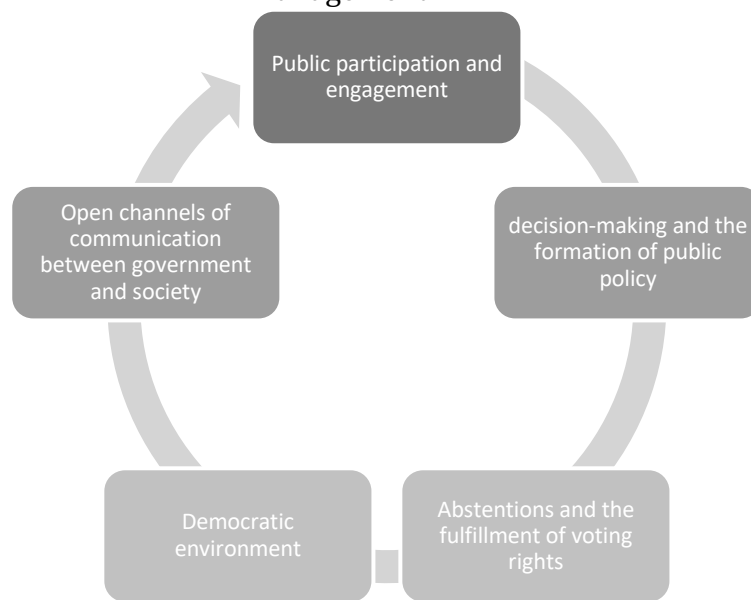 Public participation and
engagement
decision-making and the
formation of public
policy
Abstentions and the
fulfillment of voting
rights
Democratic
environment
Open channels of
communication
between government
and society